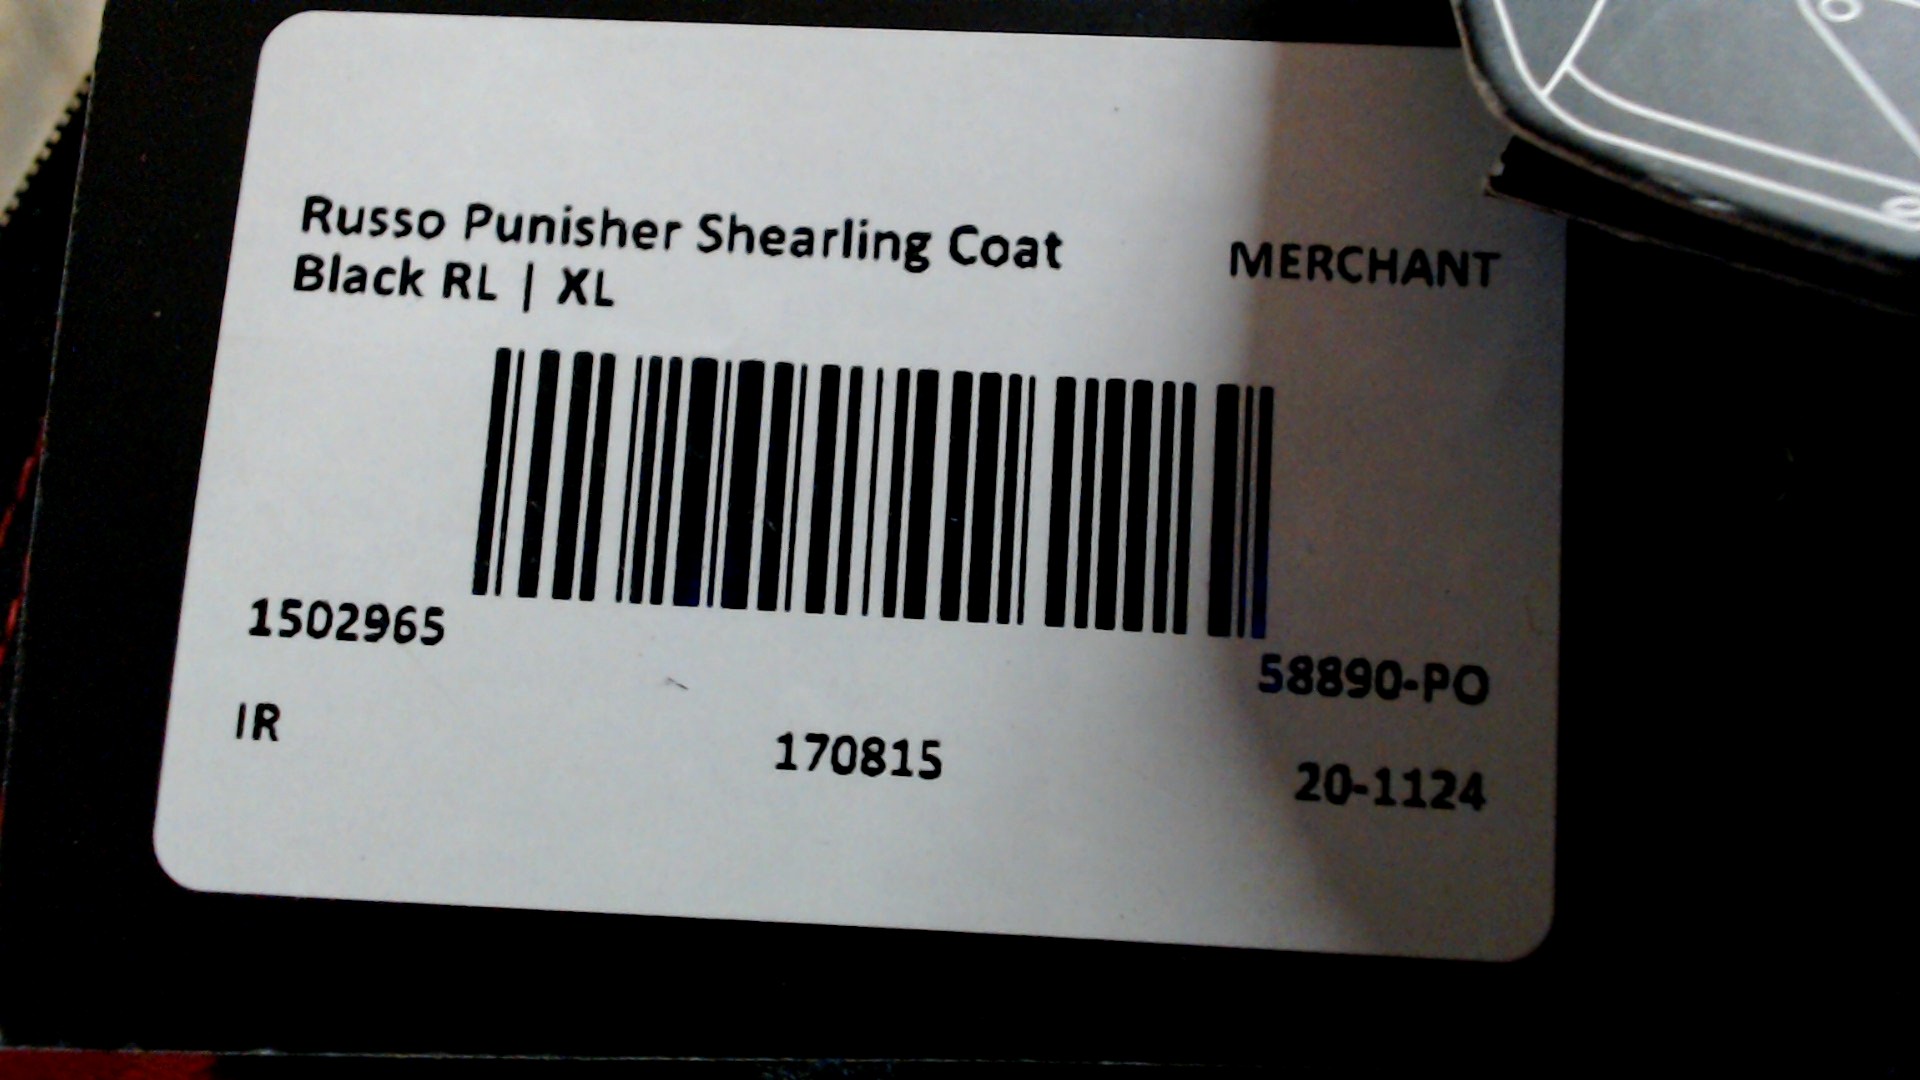 Russo Punisher Shearling Coat
Black RL | XL
MERCHANT
1502965
58890-PO
IR
170815
20-1124